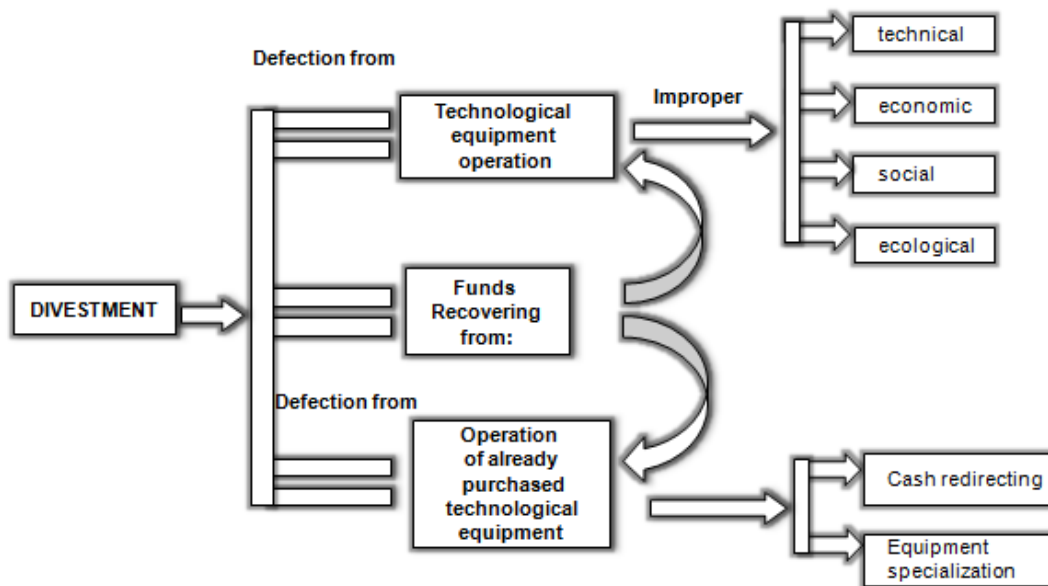 Defection from
Technological
equipment
operation
Improper
technical
economic
social
ecological
DIVESTMENT
Funds
Recovering
from:
Defection from
Operation
of already
purchased
technological
equipment
Cash redirecting
Equipment
specialization